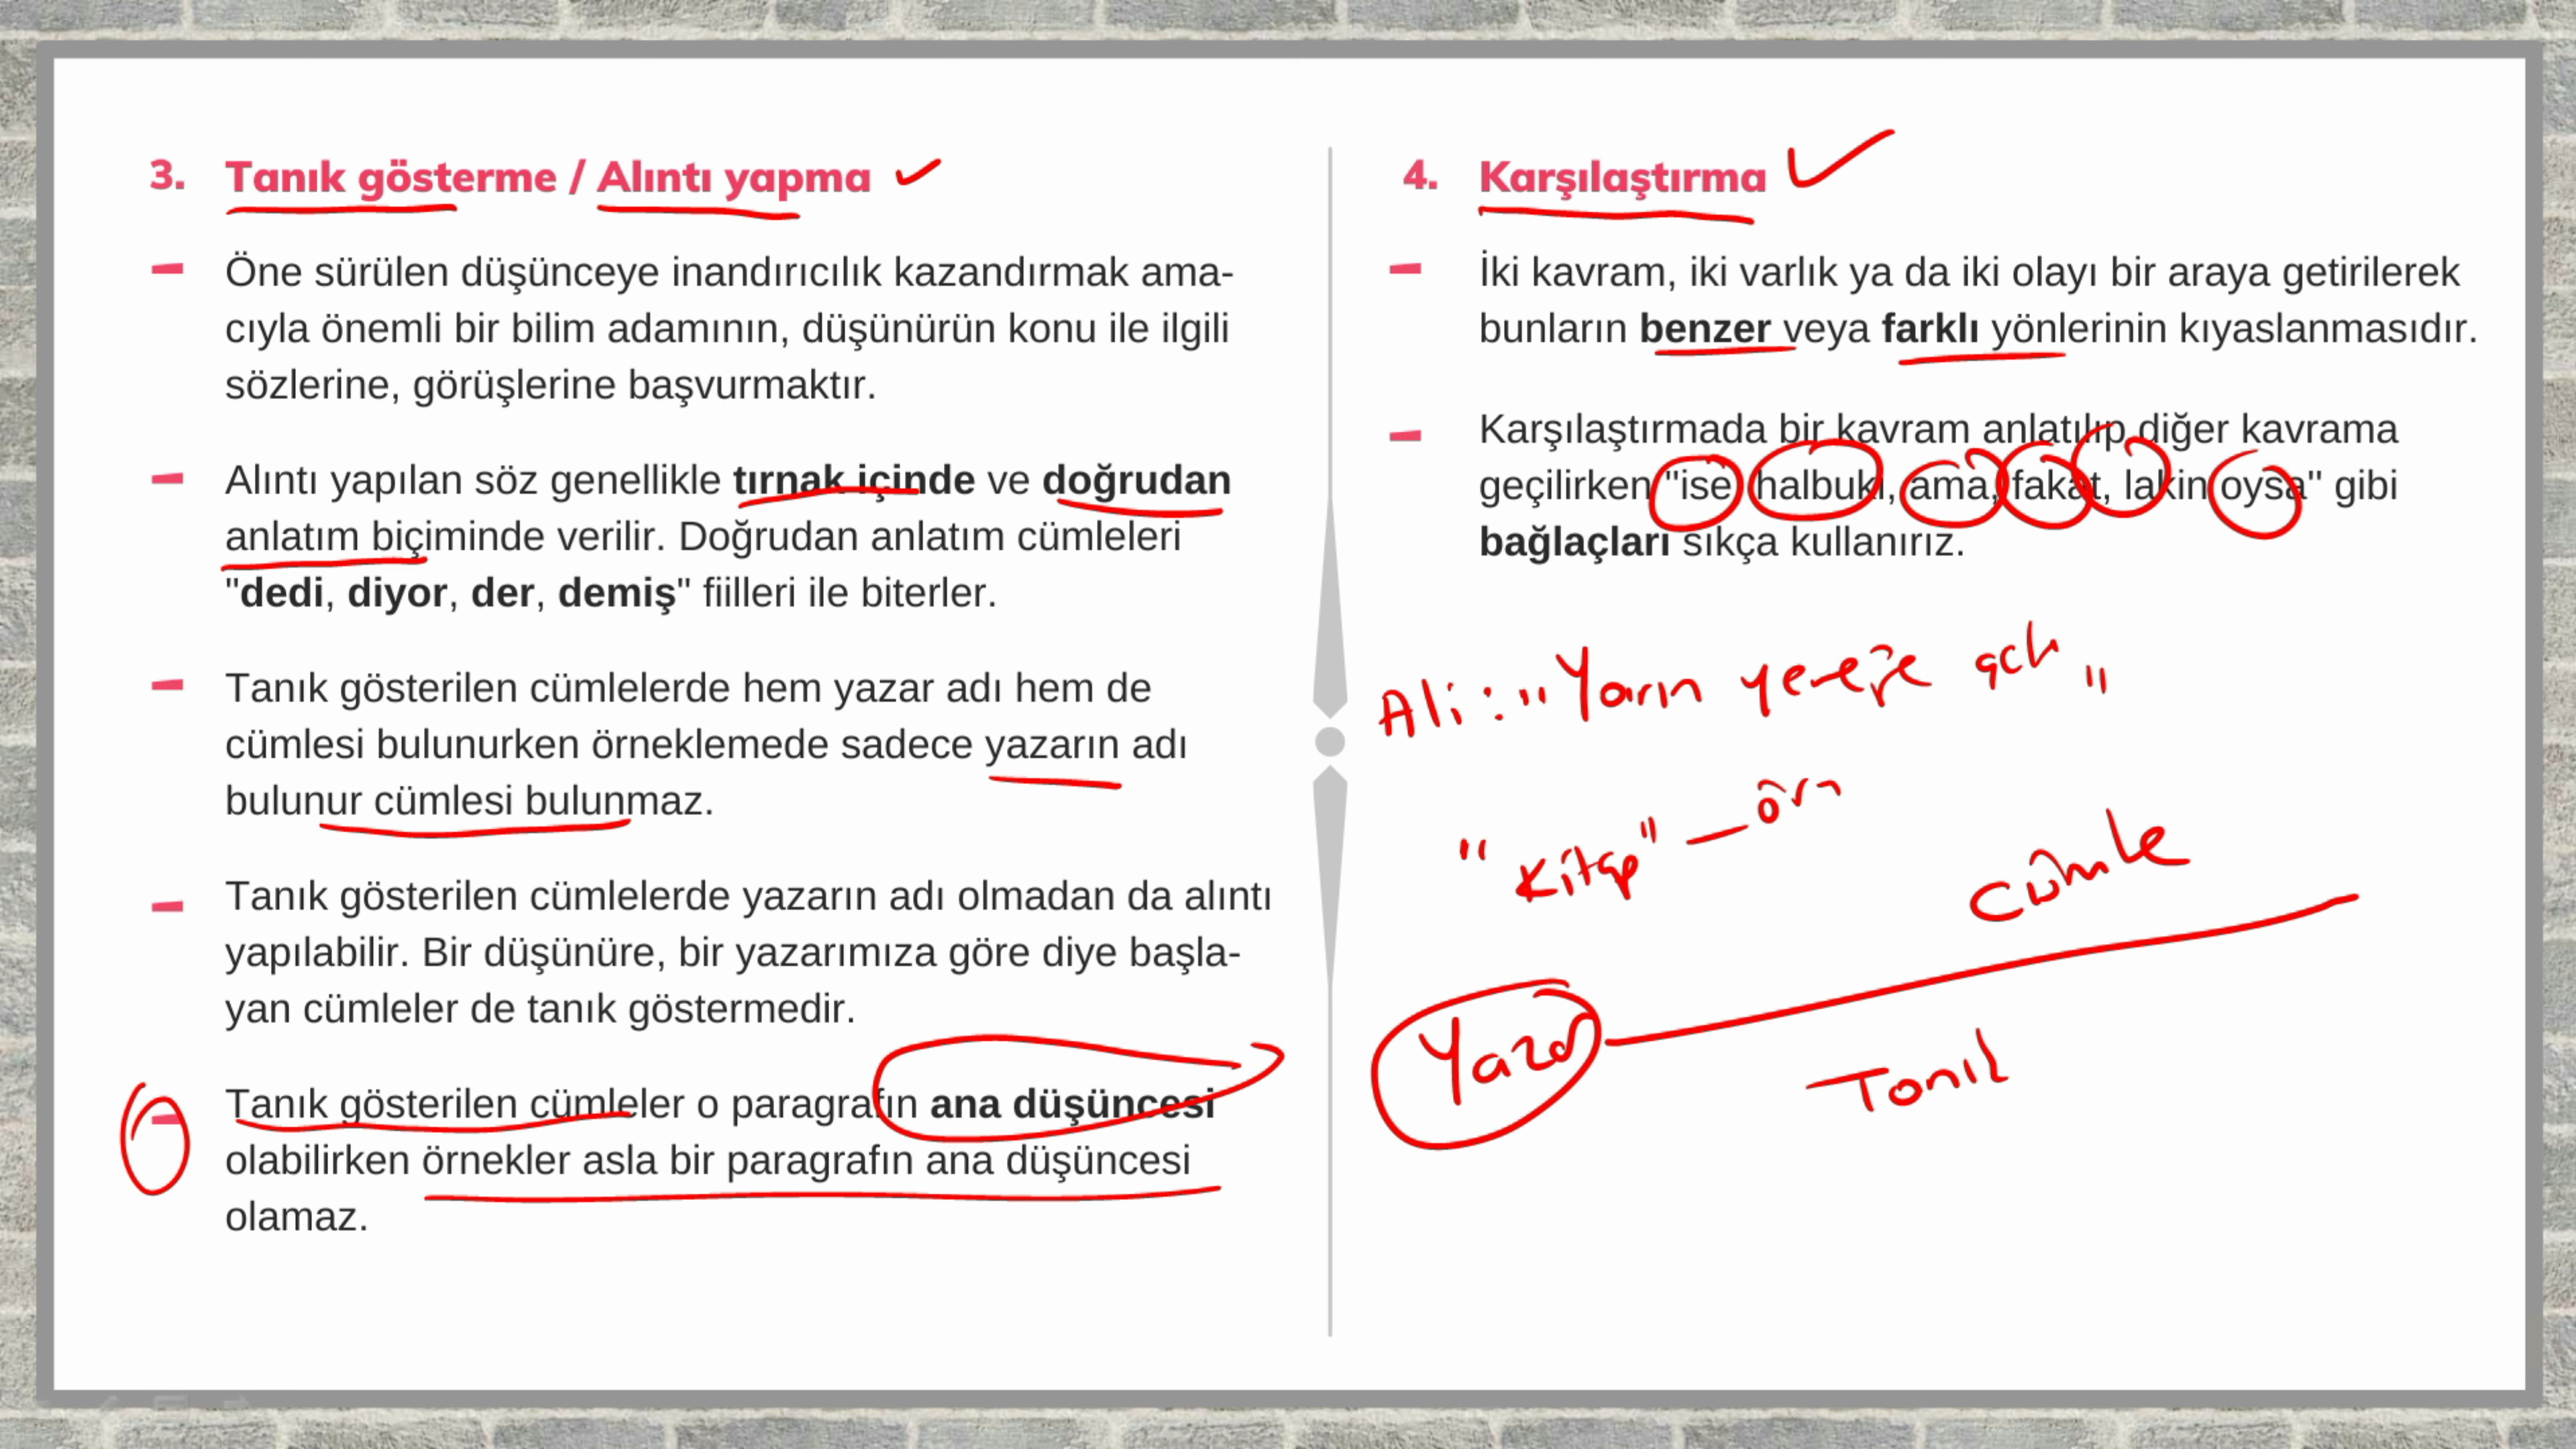 3. Tanık gösterme / Alıntı yapma
- Öne sürülen düşünceye inandırıcılık kazandırmak ama-
cıyla önemli bir bilim adamının, düşünürün konu ile ilgili
sözlerine, görüşlerine başvurmaktır.
- Alıntı yapılan söz genellikle tırnak içinde ve doğrudan
anlatım biçiminde verilir. Doğrudan anlatım cümleleri
"dedi, diyor, der, demiş" fiilleri ile biterler.
- Tanık gösterilen cümlelerde hem yazar adı hem de
cümlesi bulunurken örneklemede sadece yazarın adı
bulunur cümlesi bulunmaz.
- Tanık gösterilen cümlelerde yazarın adı olmadan da alıntı
yapılabilir. Bir düşünüre, bir yazarımıza göre diye başla-
yan cümleler de tanık göstermedir.
- Tanık gösterilen cümleler o paragrafın ana düşüncesi
olabilirken örnekler asla bir paragrafın ana düşüncesi
olamaz.
4. Karşılaştırma
- İki kavram, iki varlık ya da iki olayı bir araya getirilerek
bunların benzer veya farklı yönlerinin kıyaslanmasıdır.
- Karşılaştırmada bir kavram anlatılıp diğer kavrama
geçilirken "ise, halbuki, ama, fakat, lakin, oysa" gibi
bağlaçları sıkça kullanırız.
Ali: "Yarın "
"Kitap" — örn
cümle
Yazar
Tanık